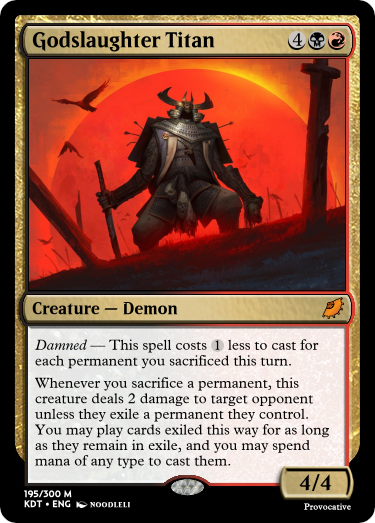 Godslaughter Titan 4
Creature — Demon
Damned — This spell costs 1 less to cast for
each permanent you sacrificed this turn.
Whenever you sacrifice a permanent, this
creature deals 2 damage to target opponent
unless they exile a permanent they control.
You may play cards exiled this way for as long
as they remain in exile, and you may spend
mana of any type to cast them.
4/4
195/300 M
KDT • ENG NOODLELI
Provocative